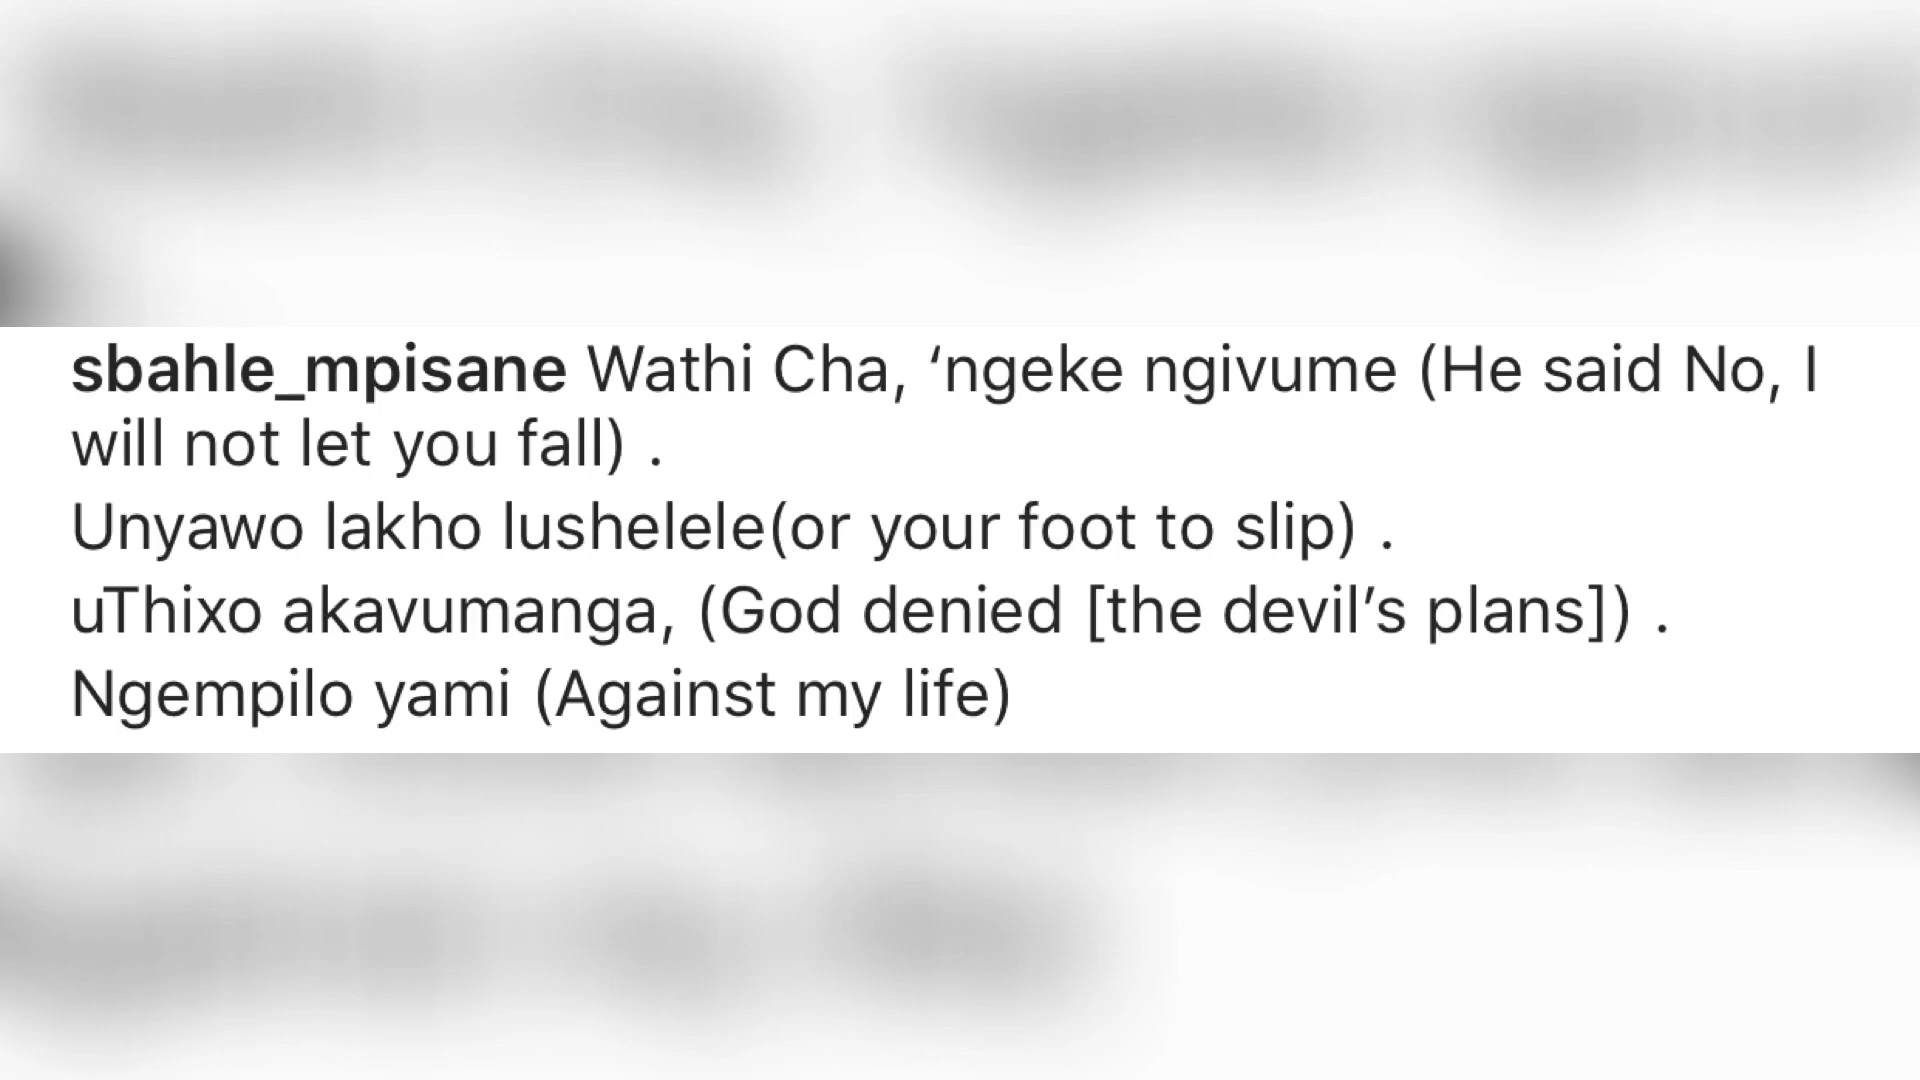 sbahle_mpisane Wathi Cha, ‘ngeke ngivume (He said No, I
will not let you fall) .
Unyawo lakho lushelele(or your foot to slip) .
uThixo akavumanga, (God denied [the devil’s plans]) .
Ngempilo yami (Against my life)